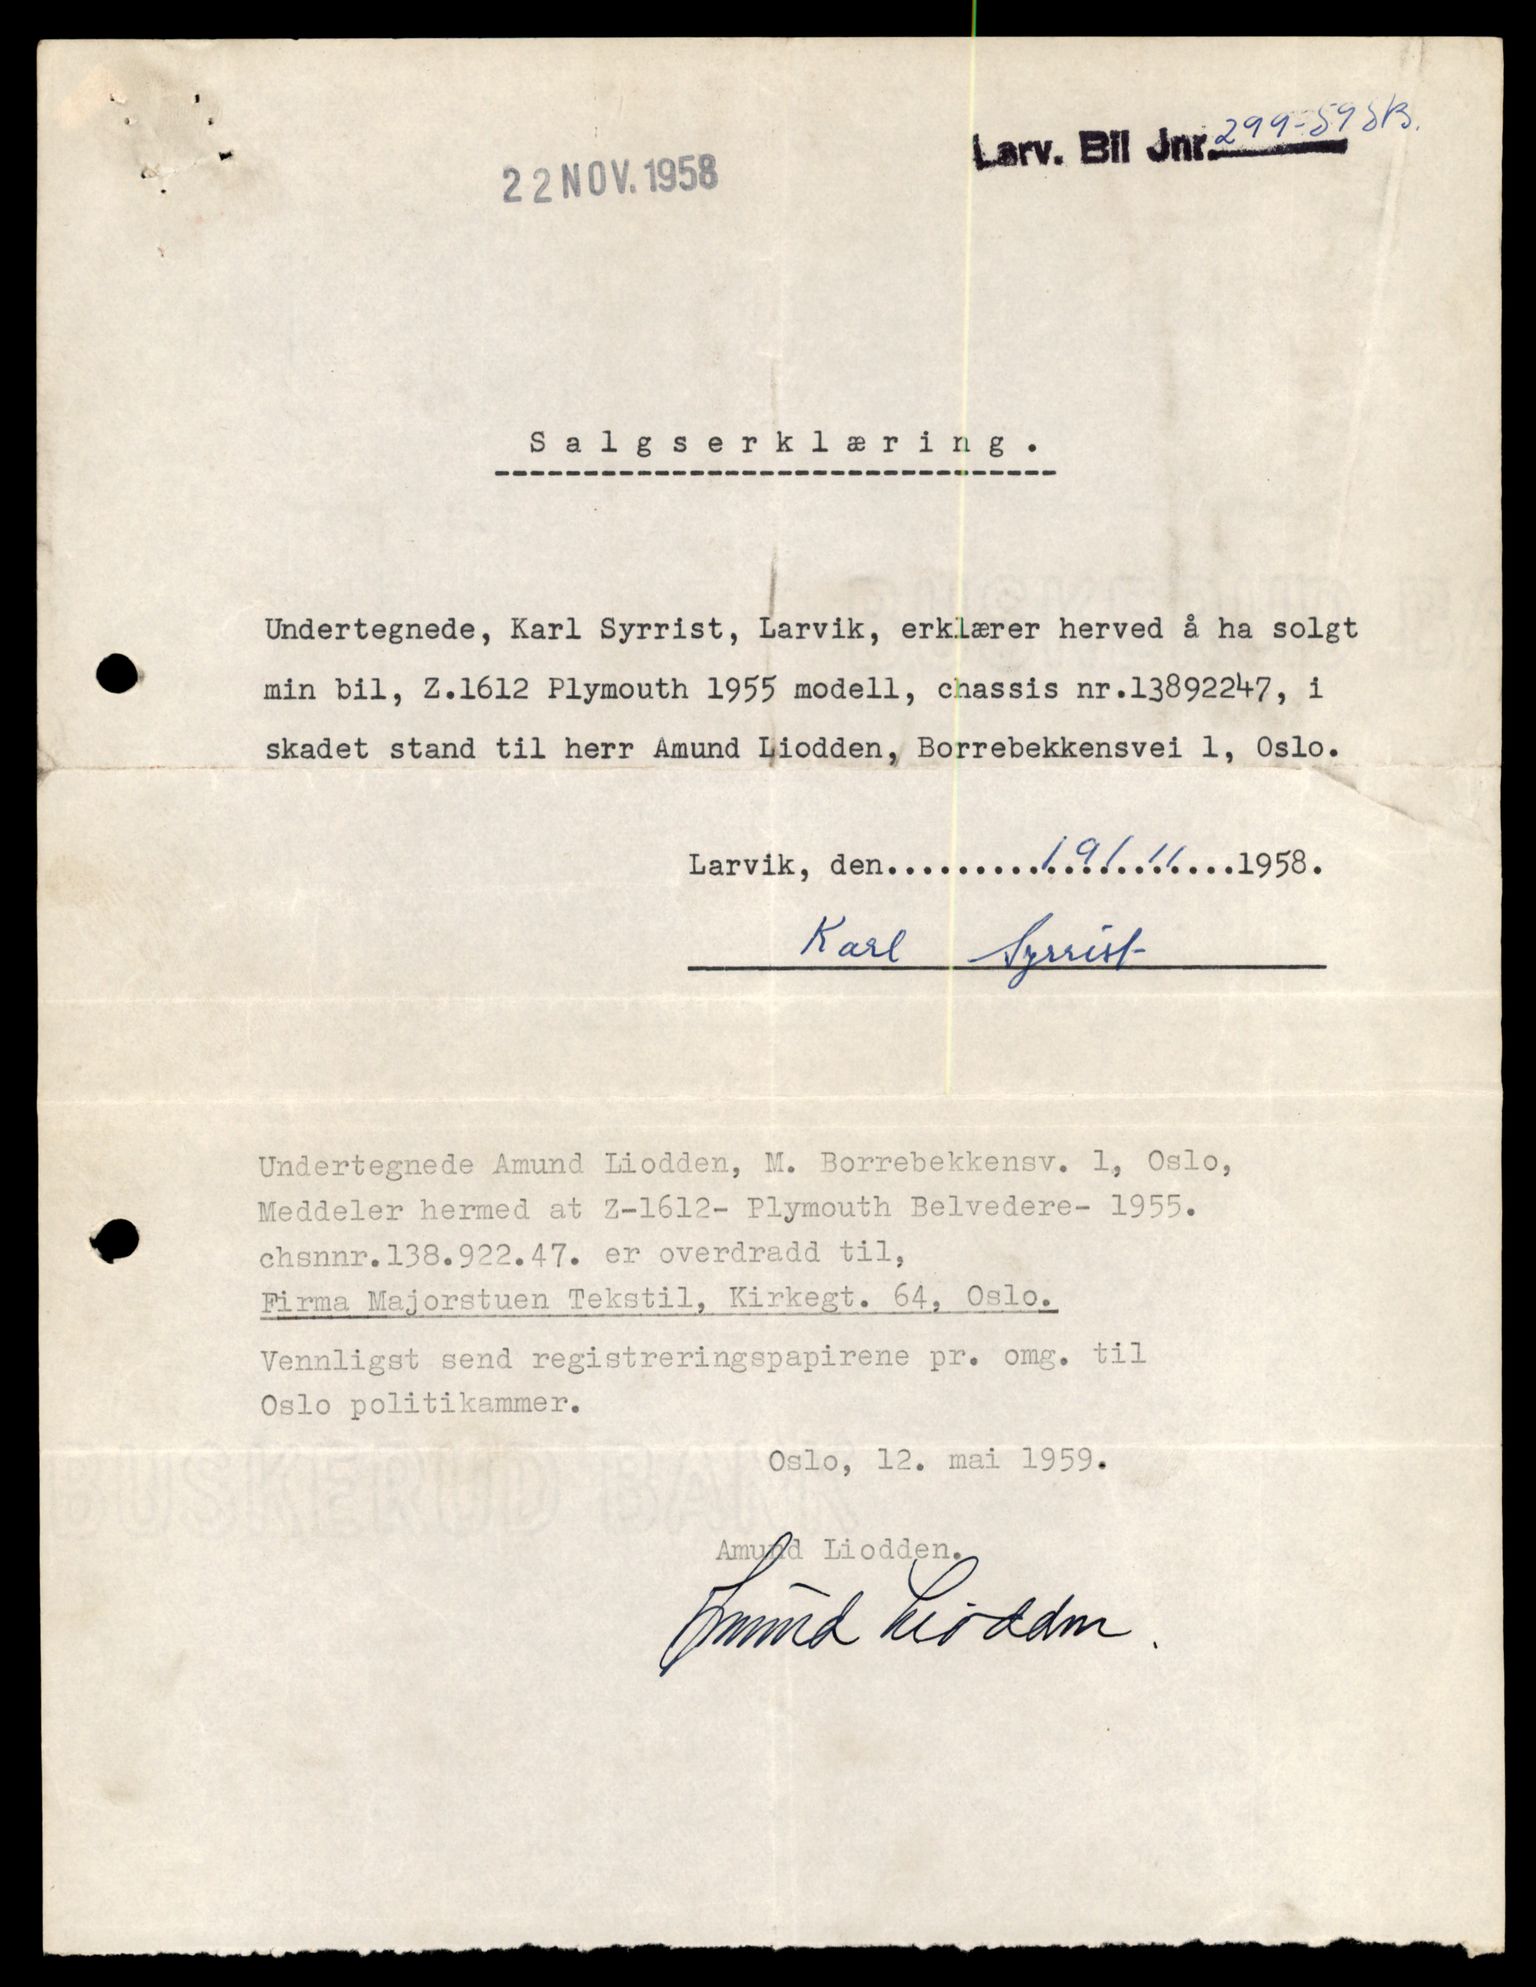 Larv. Bil Jnr. 299-59 SB.
22 NOV. 1958
Salgserklæring.
Undertegnede, Karl Syrrist, Larvik, erklærer herved å ha solgt
min bil, Z.1612 Plymouth 1955 modell, chassis nr.13892247, i
skadet stand til herr Amund Liodden, Borrebekkensvei 1, Oslo.
Larvik, den..........19/11...1958.
Karl Syrrist
Undertegnede Amund Liodden, M. Borrebekkensv. 1, Oslo,
Meddeler hermed at Z-1612- Plymouth Belvedere- 1955.
chsnnr.138.922.47. er overdradd til,
Firma Majorstuen Tekstil, Kirkegt. 64, Oslo.
Vennligst send registreringspapirene pr. omg. til
Oslo politikammer.
Oslo, 12. mai 1959.
BUSKERUD BANK
Amund Liodden.
Amund Liodden.